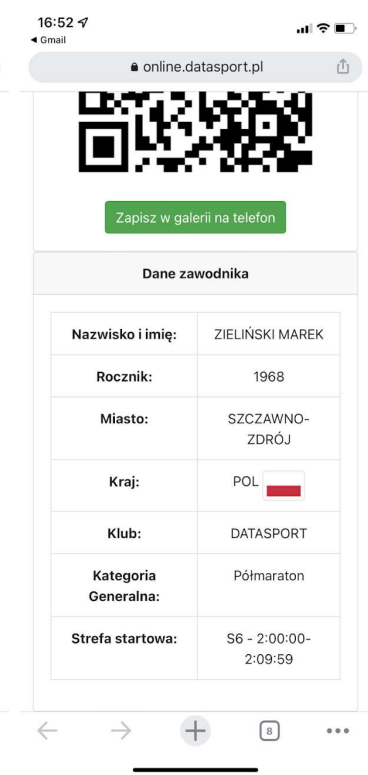 16:52
◀ Gmail
online.datasport.pl
Zapisz w galerii na telefon
Dane zawodnika
Nazwisko i imię: ZIELIŃSKI MAREK
Rocznik: 1968
Miasto: SZCZAWNO-
ZDRÓJ
Kraj: POL
Klub: DATASPORT
Kategoria Półmaraton
Generalna:
Strefa startowa: S6 - 2:00:00-
2:09:59
8